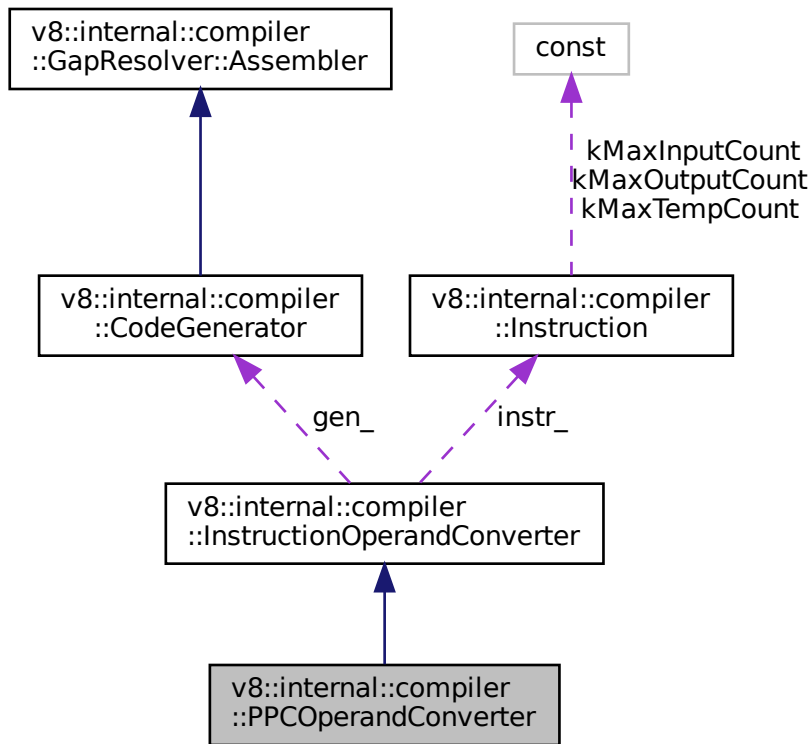 v8::internal::compiler
::GapResolver::Assembler
const
kMaxInputCount
kMaxOutputCount
kMaxTempCount
v8::internal::compiler
::CodeGenerator
v8::internal::compiler
::Instruction
gen_
instr_
v8::internal::compiler
::InstructionOperandConverter
v8::internal::compiler
::PPCOperandConverter